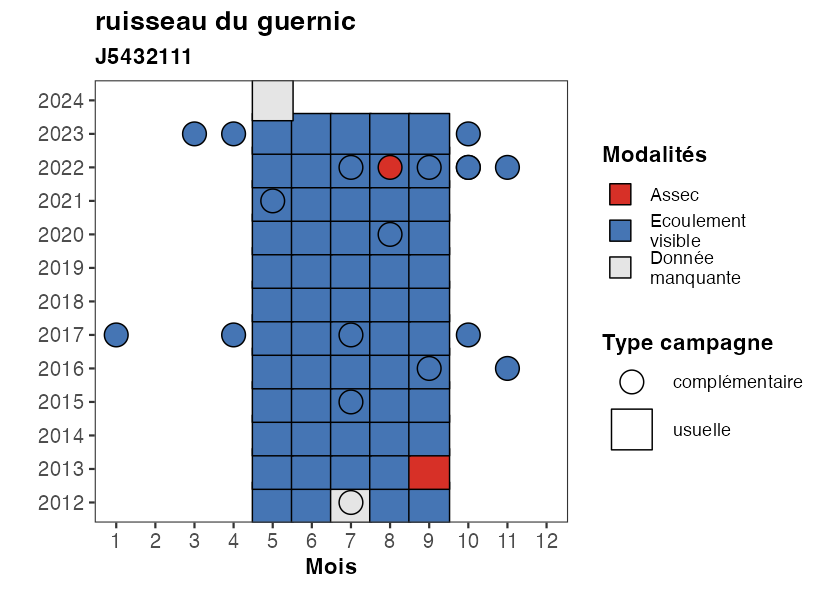 ruisseau du guernic
J5432111
2024
2023
2022
2021
2020
2019
2018
2017
2016
2015
2014
2013
2012
1 2 3 4 5 6 7 8 9 10 11 12
Mois
Modalités
Assec
Ecoulement
visible
Donnée
manquante
Type campagne
complémentaire
usuelle